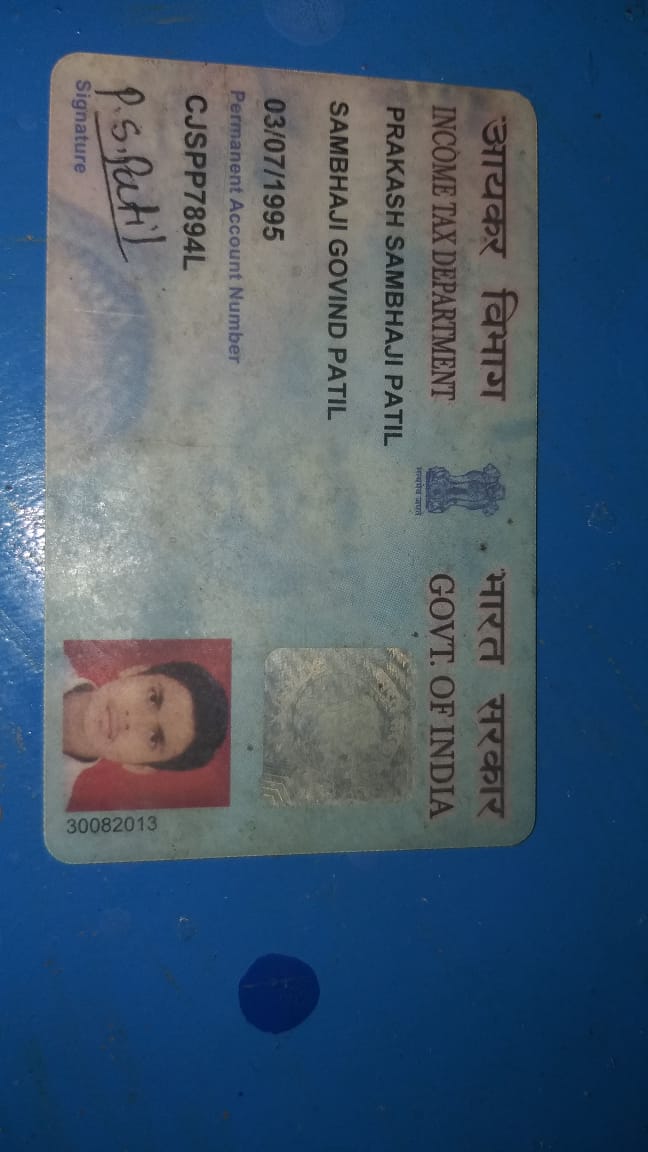 आयकर विभाग
INCOME TAX DEPARTMENT
भारत सरकार
GOVT. OF INDIA
सत्यमेव जयते
PRAKASH SAMBHAJI PATIL
SAMBHAJI GOVIND PATIL
03/07/1995
Permanent Account Number
CJSPP7894L
P.S.Patil
Signature
30082013